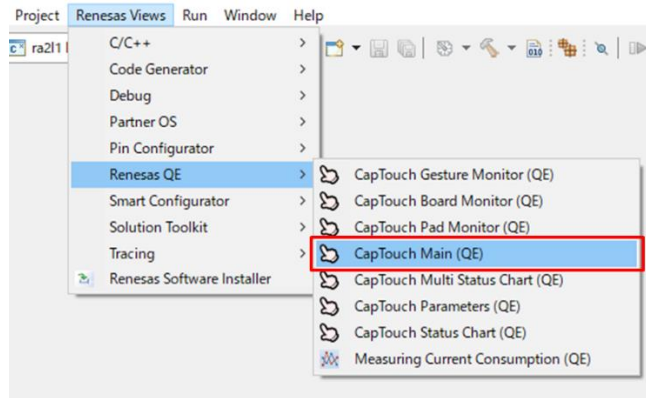 Project Renesas Views Run Window Help
ra2l1
C/C++
Code Generator
Debug
Partner OS
Pin Configurator
Renesas QE
Smart Configurator
Solution Toolkit
Tracing
Renesas Software Installer
CapTouch Gesture Monitor (QE)
CapTouch Board Monitor (QE)
CapTouch Pad Monitor (QE)
CapTouch Main (QE)
CapTouch Multi Status Chart (QE)
CapTouch Parameters (QE)
CapTouch Status Chart (QE)
Measuring Current Consumption (QE)